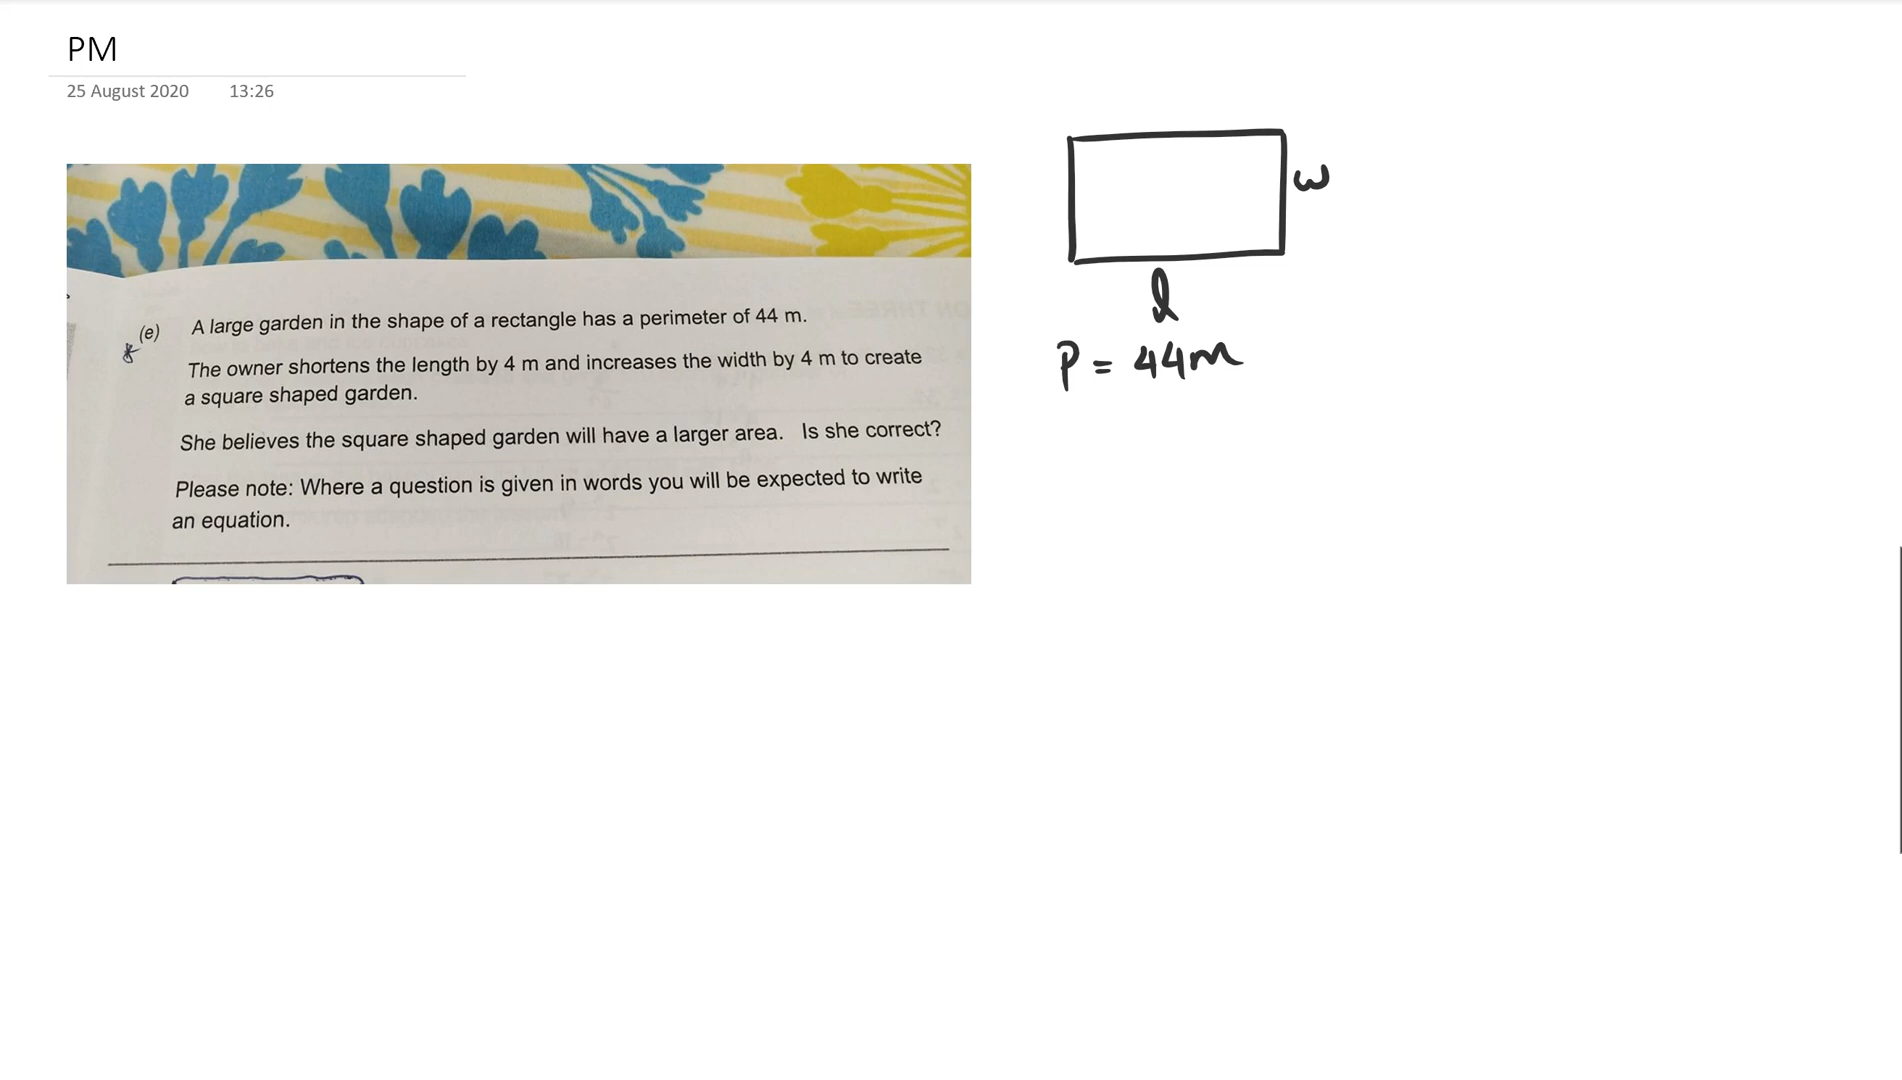 PM
25 August 2020 13:26
(e) A large garden in the shape of a rectangle has a perimeter of 44 m.
The owner shortens the length by 4 m and increases the width by 4 m to create
a square shaped garden.
She believes the square shaped garden will have a larger area. Is she correct?
Please note: Where a question is given in words you will be expected to write
an equation.
w
l
P = 44m